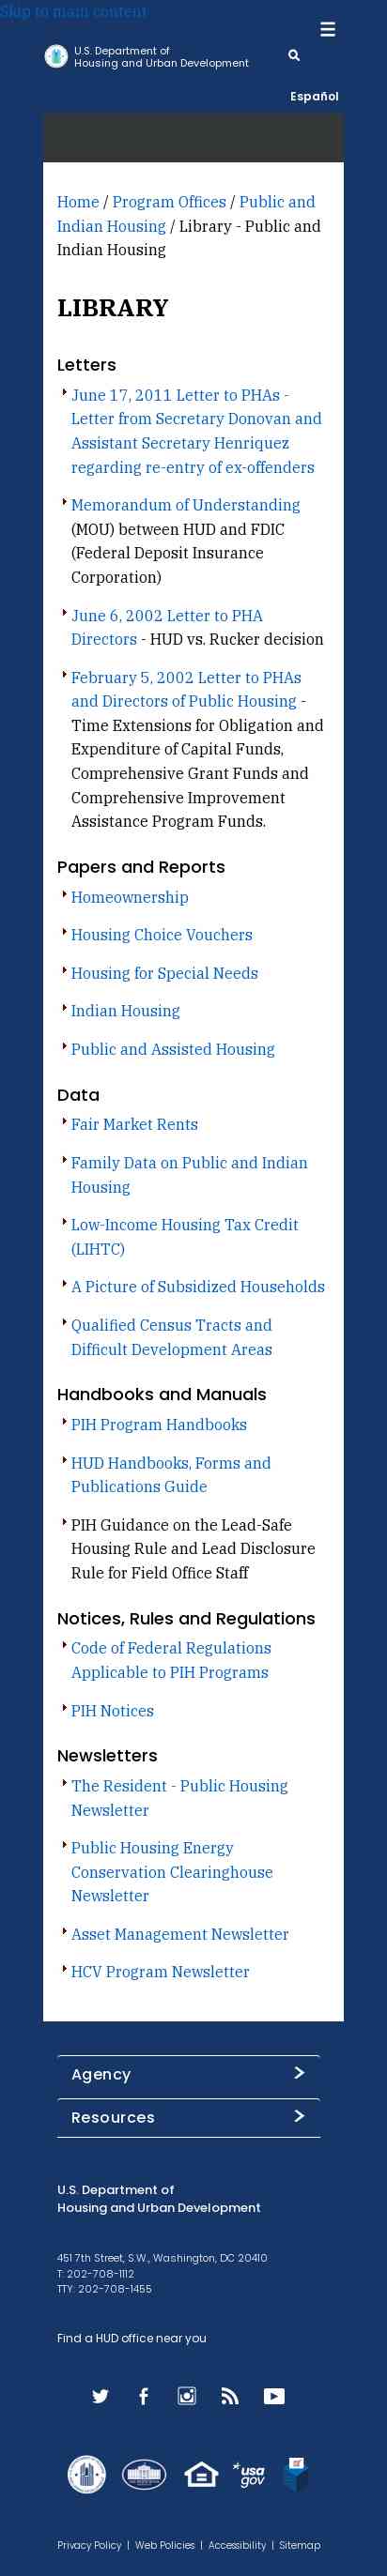 Skip to main content
U.S. Department of
Housing and Urban Development
Español
Home / Program Offices / Public and
Indian Housing / Library - Public and
Indian Housing
LIBRARY
Letters
June 17, 2011 Letter to PHAs -
Letter from Secretary Donovan and
Assistant Secretary Henriquez
regarding re-entry of ex-offenders
Memorandum of Understanding
(MOU) between HUD and FDIC
(Federal Deposit Insurance
Corporation)
June 6, 2002 Letter to PHA
Directors - HUD vs. Rucker decision
February 5, 2002 Letter to PHAs
and Directors of Public Housing -
Time Extensions for Obligation and
Expenditure of Capital Funds,
Comprehensive Grant Funds and
Comprehensive Improvement
Assistance Program Funds.
Papers and Reports
Homeownership
Housing Choice Vouchers
Housing for Special Needs
Indian Housing
Public and Assisted Housing
Data
Fair Market Rents
Family Data on Public and Indian
Housing
Low-Income Housing Tax Credit
(LIHTC)
A Picture of Subsidized Households
Qualified Census Tracts and
Difficult Development Areas
Handbooks and Manuals
PIH Program Handbooks
HUD Handbooks, Forms and
Publications Guide
PIH Guidance on the Lead-Safe
Housing Rule and Lead Disclosure
Rule for Field Office Staff
Notices, Rules and Regulations
Code of Federal Regulations
Applicable to PIH Programs
PIH Notices
Newsletters
The Resident - Public Housing
Newsletter
Public Housing Energy
Conservation Clearinghouse
Newsletter
Asset Management Newsletter
HCV Program Newsletter
Agency
Resources
U.S. Department of
Housing and Urban Development
451 7th Street, S.W., Washington, DC 20410
T: 202-708-1112
TTY: 202-708-1455
Find a HUD office near you
usa
gov
Privacy Policy | Web Policies | Accessibility | Sitemap